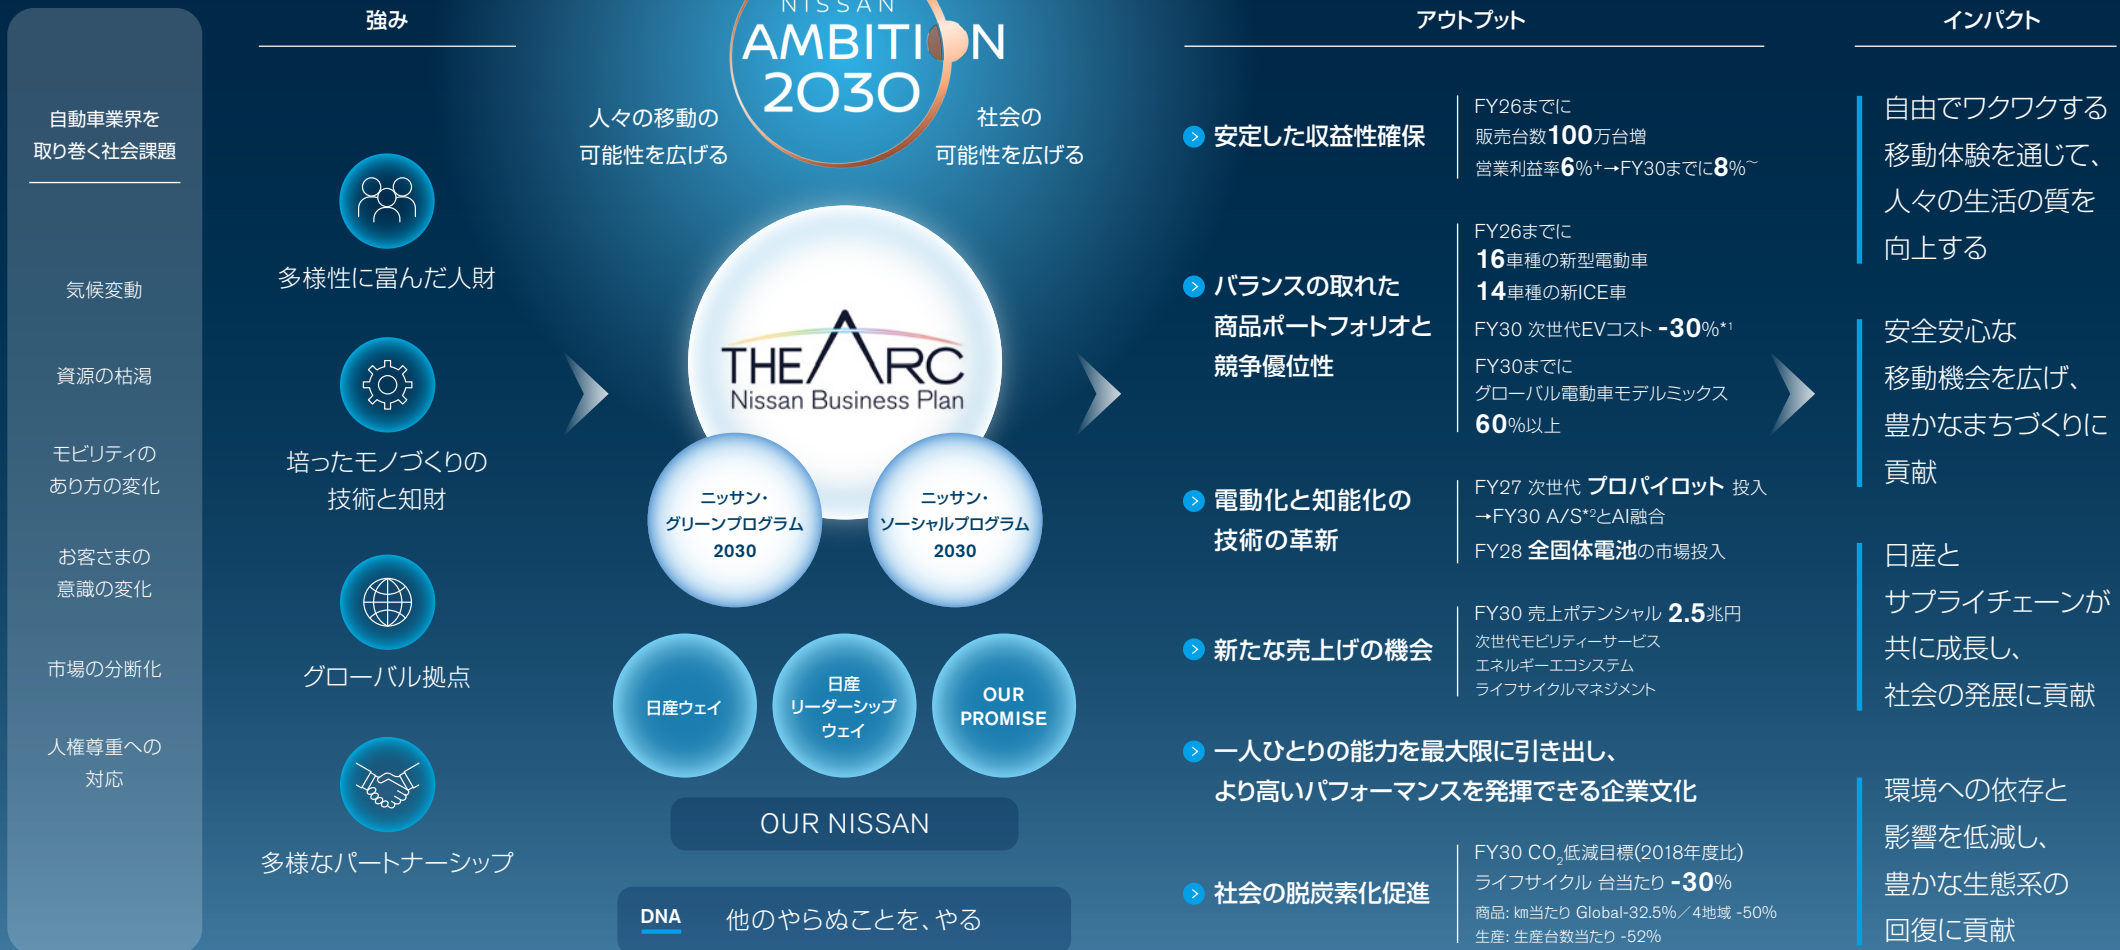 自動車業界を
取り巻く社会課題
気候変動
資源の枯渇
モビリティの
あり方の変化
お客さまの
意識の変化
市場の分断化
人権尊重への
対応
強み
多様性に富んだ人財
培ったモノづくりの
技術と知財
グローバル拠点
多様なパートナーシップ
NISSAN
AMBITION
2030
人々の移動の
可能性を広げる
社会の
可能性を広げる
THE ARC
Nissan Business Plan
ニッサン・
グリーンプログラム
2030
ニッサン・
ソーシャルプログラム
2030
日産ウェイ
日産
リーダーシップ
ウェイ
OUR
PROMISE
OUR NISSAN
DNA 他のやらぬことを、やる
アウトプット
安定した収益性確保
FY26までに
販売台数100万台増
営業利益率6%+→FY30までに8%~
バランスの取れた
商品ポートフォリオと
競争優位性
FY26までに
16車種の新型電動車
14車種の新ICE車
FY30 次世代EVコスト -30%*1
FY30までに
グローバル電動車モデルミックス
60%以上
電動化と知能化の
技術の革新
FY27 次世代 プロパイロット 投入
→FY30 A/S*2とAI融合
FY28 全固体電池の市場投入
新たな売上げの機会
FY30 売上ポテンシャル 2.5兆円
次世代モビリティーサービス
エネルギーエコシステム
ライフサイクルマネジメント
一人ひとりの能力を最大限に引き出し、
より高いパフォーマンスを発揮できる企業文化
社会の脱炭素化促進
FY30 CO2低減目標(2018年度比)
ライフサイクル 台当たり -30%
商品: ㎞当たり Global-32.5%／4地域 -50%
生産: 生産台数当たり -52%
インパクト
自由でワクワクする
移動体験を通じて、
人々の生活の質を
向上する
安全安心な
移動機会を広げ、
豊かなまちづくりに
貢献
日産と
サプライチェーンが
共に成長し、
社会の発展に貢献
環境への依存と
影響を低減し、
豊かな生態系の
回復に貢献